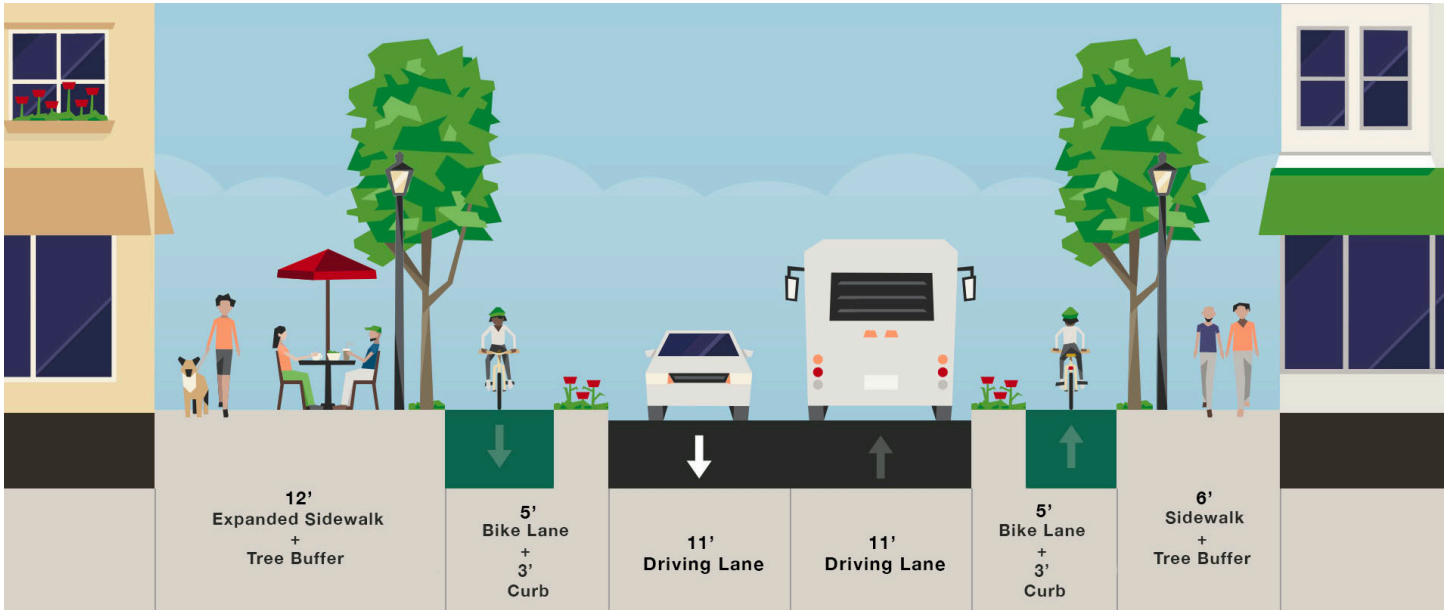 12’
Expanded Sidewalk
+
Tree Buffer
5’
Bike Lane
+
3’
Curb
11’
Driving Lane
11’
Driving Lane
5’
Bike Lane
+
3’
Curb
6’
Sidewalk
+
Tree Buffer